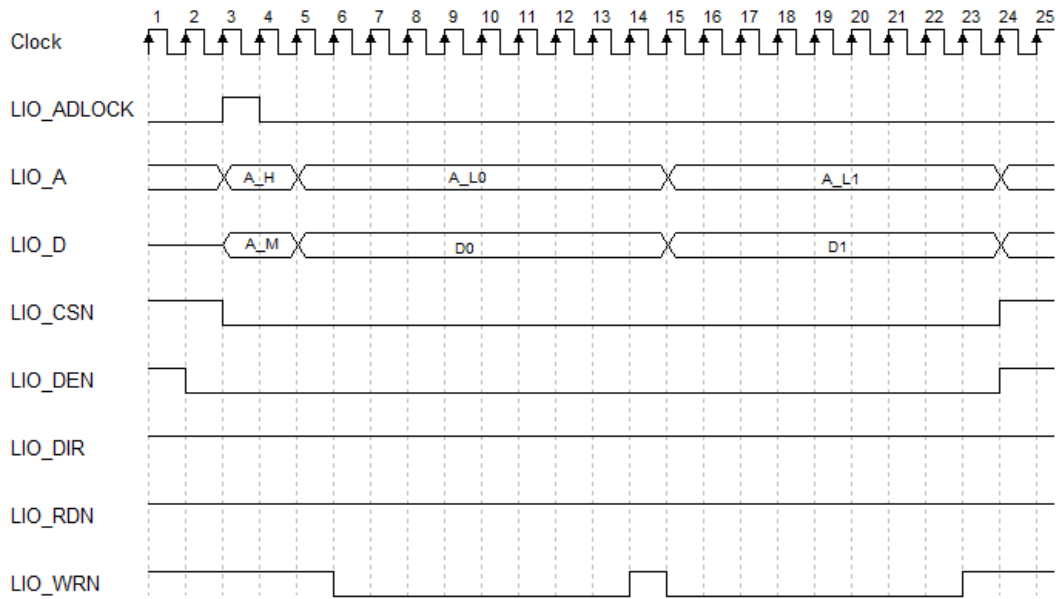 1 2 3 4 5 6 7 8 9 10 11 12 13 14 15 16 17 18 19 20 21 22 23 24 25
Clock
LIO_ADLOCK
LIO_A A_H A_L0 A_L1
LIO_D A_M D0 D1
LIO_CSN
LIO_DEN
LIO_DIR
LIO_RDN
LIO_WRN